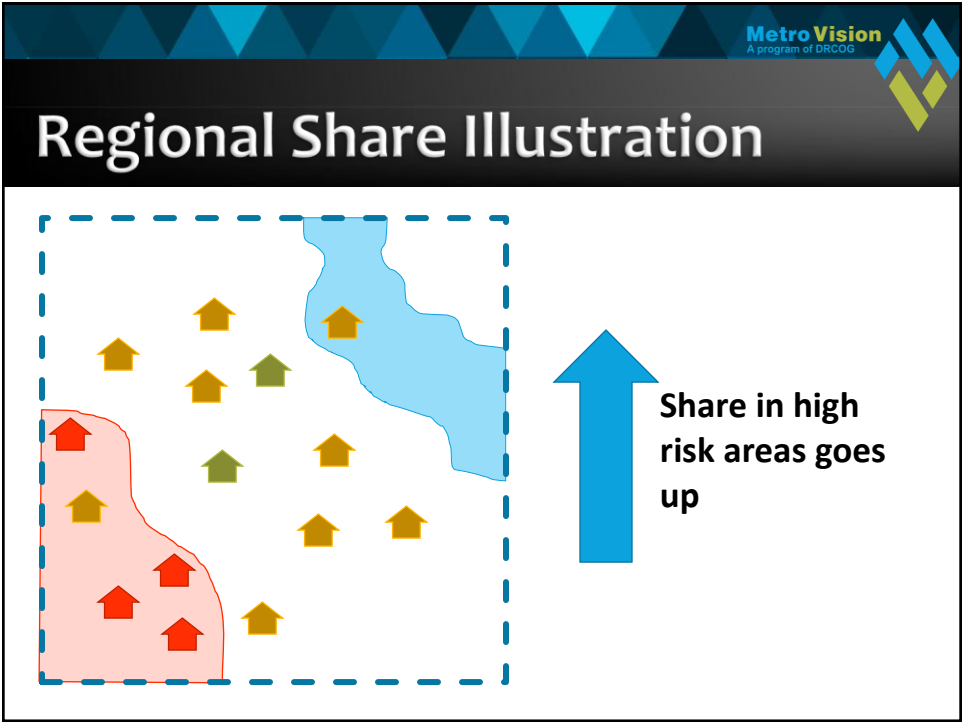 Metro Vision
A program of DRCOG
Regional Share Illustration
Share in high
risk areas goes
up